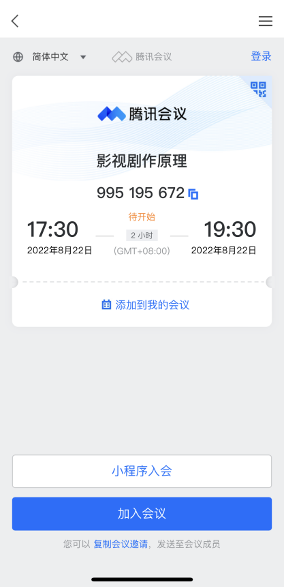 简体中文 腾讯会议 登录
腾讯会议
影视剧作原理
995 195 672
待开始
17:30 2小时 19:30
2022年8月22日 (GMT+08:00) 2022年8月22日
添加到我的会议
小程序入会
加入会议
您可以 复制会议邀请，发送至会议成员